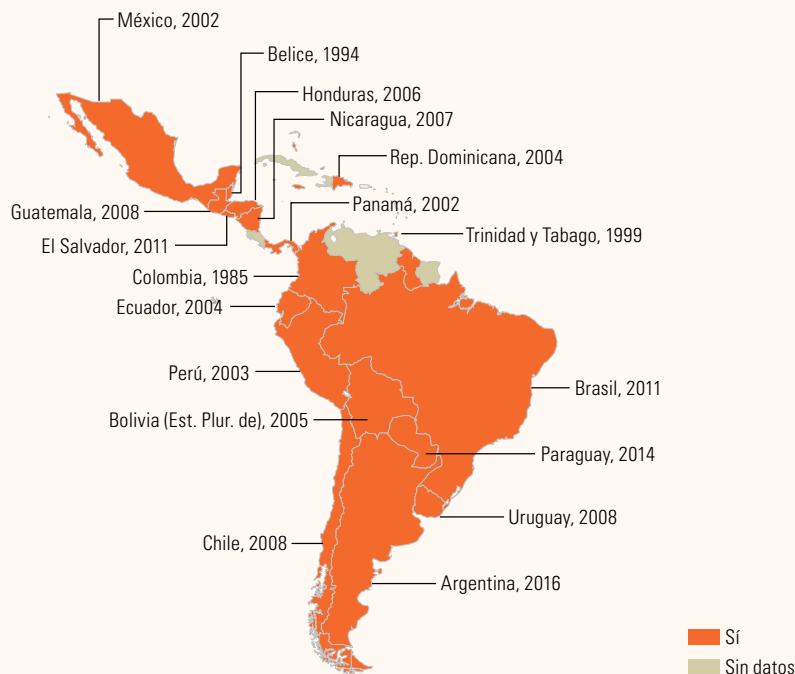 México, 2002
Belice, 1994
Honduras, 2006
Nicaragua, 2007
Rep. Dominicana, 2004
Guatemala, 2008
Panamá, 2002
El Salvador, 2011
Trinidad y Tabago, 1999
Colombia, 1985
Ecuador, 2004
Perú, 2003
Brasil, 2011
Bolivia (Est. Plur. de), 2005
Paraguay, 2014
Uruguay, 2008
Chile, 2008
Argentina, 2016
Sí
Sin datos